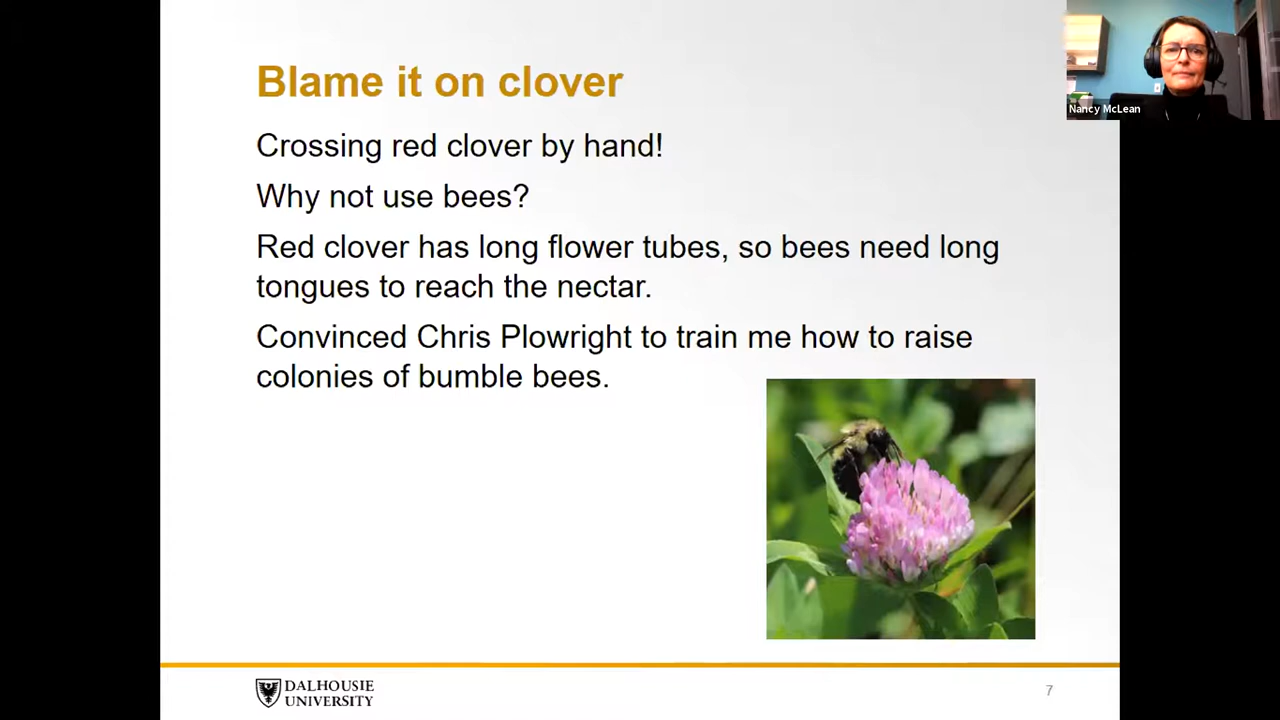 Blame it on clover
Nancy McLean
Crossing red clover by hand!
Why not use bees?
Red clover has long flower tubes, so bees need long
tongues to reach the nectar.
Convinced Chris Plowright to train me how to raise
colonies of bumble bees.
DALHOUSIE
UNIVERSITY
7